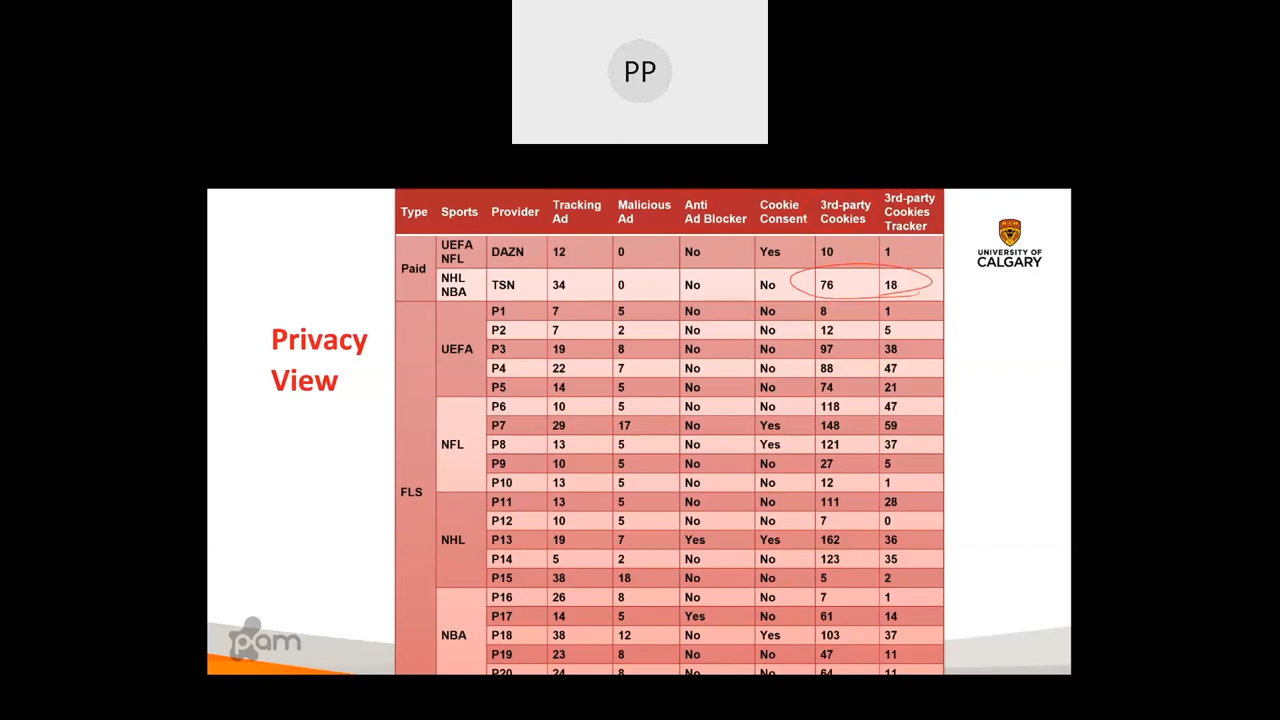 PP
Type Sports Provider Tracking Ad Malicious Ad Anti Ad Blocker Cookie Consent 3rd-party Cookies 3rd-party Cookies Tracker
Paid UEFA NFL DAZN 12 0 No Yes 10 1
NHL NBA TSN 34 0 No No 76 18
FLS UEFA P1 7 5 No No 8 1
P2 7 2 No No 12 5
P3 19 8 No No 97 38
P4 22 7 No No 88 47
P5 14 5 No No 74 21
NFL P6 10 5 No No 118 47
P7 29 17 No Yes 148 59
P8 13 5 No Yes 121 37
P9 10 5 No No 27 5
P10 13 5 No No 12 1
NHL P11 13 5 No No 111 28
P12 10 5 No No 7 0
P13 19 7 Yes Yes 162 36
P14 5 2 No No 123 35
P15 38 18 No No 5 2
NBA P16 26 8 No No 7 1
P17 14 5 Yes No 61 14
P18 38 12 No Yes 103 37
P19 23 8 No No 47 11
P20 24 8 No No 64 11
Privacy
View
UNIVERSITY OF
CALGARY
pam